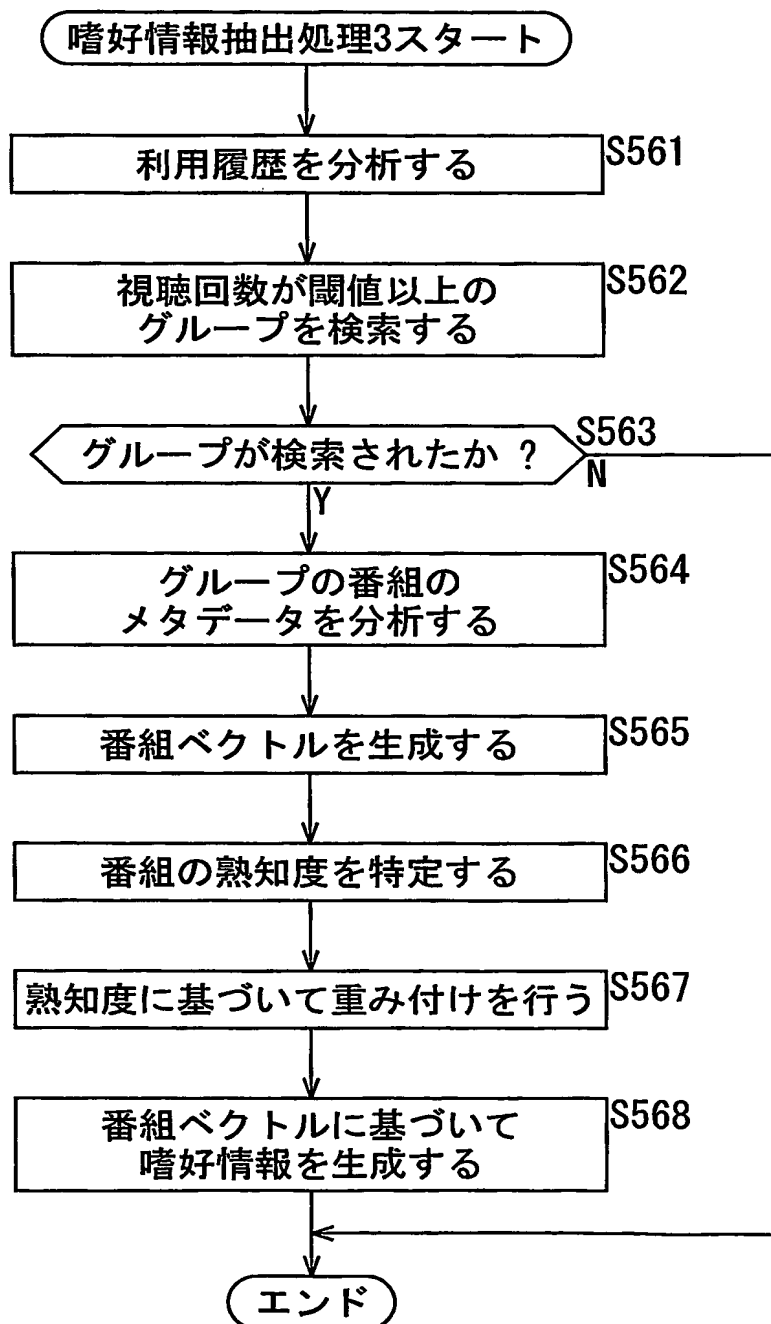 嗜好情報抽出処理3スタート
利用履歴を分析する
S561
視聴回数が閾値以上の
グループを検索する
S562
グループが検索されたか ?
S563
N
Y
グループの番組の
メタデータを分析する
S564
番組ベクトルを生成する
S565
番組の熟知度を特定する
S566
熟知度に基づいて重み付けを行う
S567
番組ベクトルに基づいて
嗜好情報を生成する
S568
エンド